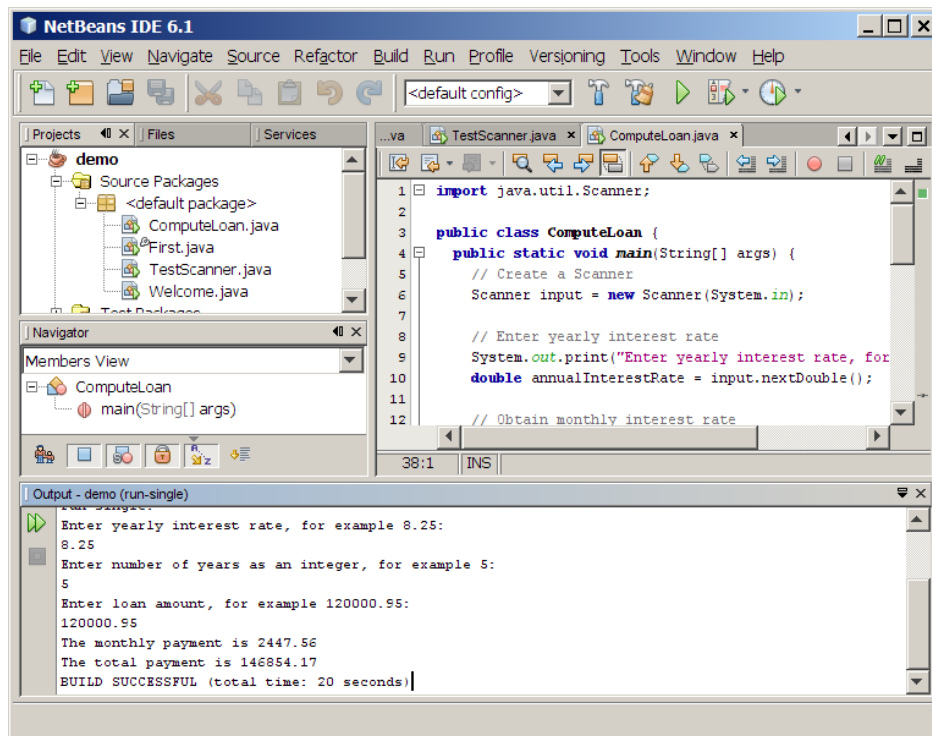 NetBeans IDE 6.1
File Edit View Navigate Source Refactor Build Run Profile Versioning Tools Window Help
<default config>
Projects Files Services
demo
Source Packages
<default package>
ComputeLoan.java
First.java
TestScanner.java
Welcome.java
Test Packages
Navigator
Members View
ComputeLoan
main(String[] args)
...va TestScanner.java ComputeLoan.java
1 import java.util.Scanner;
2
3 public class ComputeLoan {
4 public static void main(String[] args) {
5 // Create a Scanner
6 Scanner input = new Scanner(System.in);
7
8 // Enter yearly interest rate
9 System.out.print("Enter yearly interest rate, for
10 double annualInterestRate = input.nextDouble();
11
12 // Obtain monthly interest rate
38:1 INS
Output - demo (run-single)
run-single:
Enter yearly interest rate, for example 8.25:
8.25
Enter number of years as an integer, for example 5:
5
Enter loan amount, for example 120000.95:
120000.95
The monthly payment is 2447.56
The total payment is 146854.17
BUILD SUCCESSFUL (total time: 20 seconds)